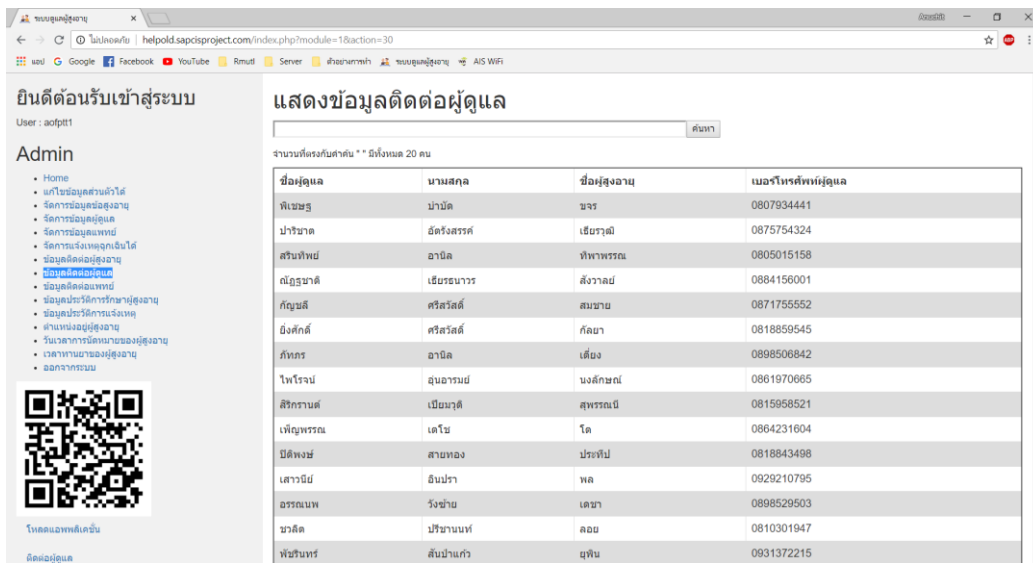 ระบบดูแลผู้สูงอายุ
ไม่ปลอดภัย | helpold.sapcisproject.com/index.php?module=1&action=30
แอป Google Facebook YouTube Rmutl Server ตัวอย่างการทำ ระบบดูแลผู้สูงอายุ AIS WiFi
ยินดีต้อนรับเข้าสู่ระบบ
User : aofptt1
Admin
Home
แก้ไขข้อมูลส่วนตัวได้
จัดการข้อมูลข้อสูงอายุ
จัดการข้อมูลผู้ดูแล
จัดการข้อมูลแพทย์
จัดการแจ้งเหตุฉุกเฉินได้
ข้อมูลติดต่อผู้สูงอายุ
ข้อมูลติดต่อผู้ดูแล
ข้อมูลติดต่อแพทย์
ข้อมูลประวัติการรักษาผู้สูงอายุ
ข้อมูลประวัติการแจ้งเหตุ
ตำแหน่งอยู่ผู้สูงอายุ
วันเวลาการนัดหมายของผู้สูงอายุ
เวลาทานยาของผู้สูงอายุ
ออกจากระบบ
โหลดแอพพลิเคชั่น
ติดต่อผู้ดูแล
แสดงข้อมูลติดต่อผู้ดูแล
ค้นหา
จำนวนที่ตรงกับคำค้น " " มีทั้งหมด 20 คน
ชื่อผู้ดูแล นามสกุล ชื่อผู้สูงอายุ เบอร์โทรศัพท์ผู้ดูแล
พิเชษฐ บำบัด ขจร 0807934441
ปาริชาต อัตรังสรรค์ เธียรวุฒิ 0875754324
สรินทิพย์ อานิล ทิพาพรรณ 0805015158
ณัฏฐชาติ เธียรธนาวร สังวาลย์ 0884156001
กัญชลี ศรีสวัสดิ์ สมชาย 0871755552
ยิ่งศักดิ์ ศรีสวัสดิ์ กัลยา 0818859545
ภัทกร อานิล เตี่ยง 0898506842
ไพโรจน์ อุ่นอารมย์ นงลักษณ์ 0861970665
สิริกรานต์ เปียมวุติ สุพรรณนี 0815958521
เพ็ญพรรณ เตโช โต 0864231604
ปิติพงษ์ สายทอง ประทีป 0818843498
เสาวนีย์ อินปรา พล 0929210795
อรรณนพ วังซ้าย เดชา 0898529503
ชวลิต ปรีชานนท์ ลอย 0810301947
พัชรินทร์ สันป่าแก้ว ยุพิน 0931372215